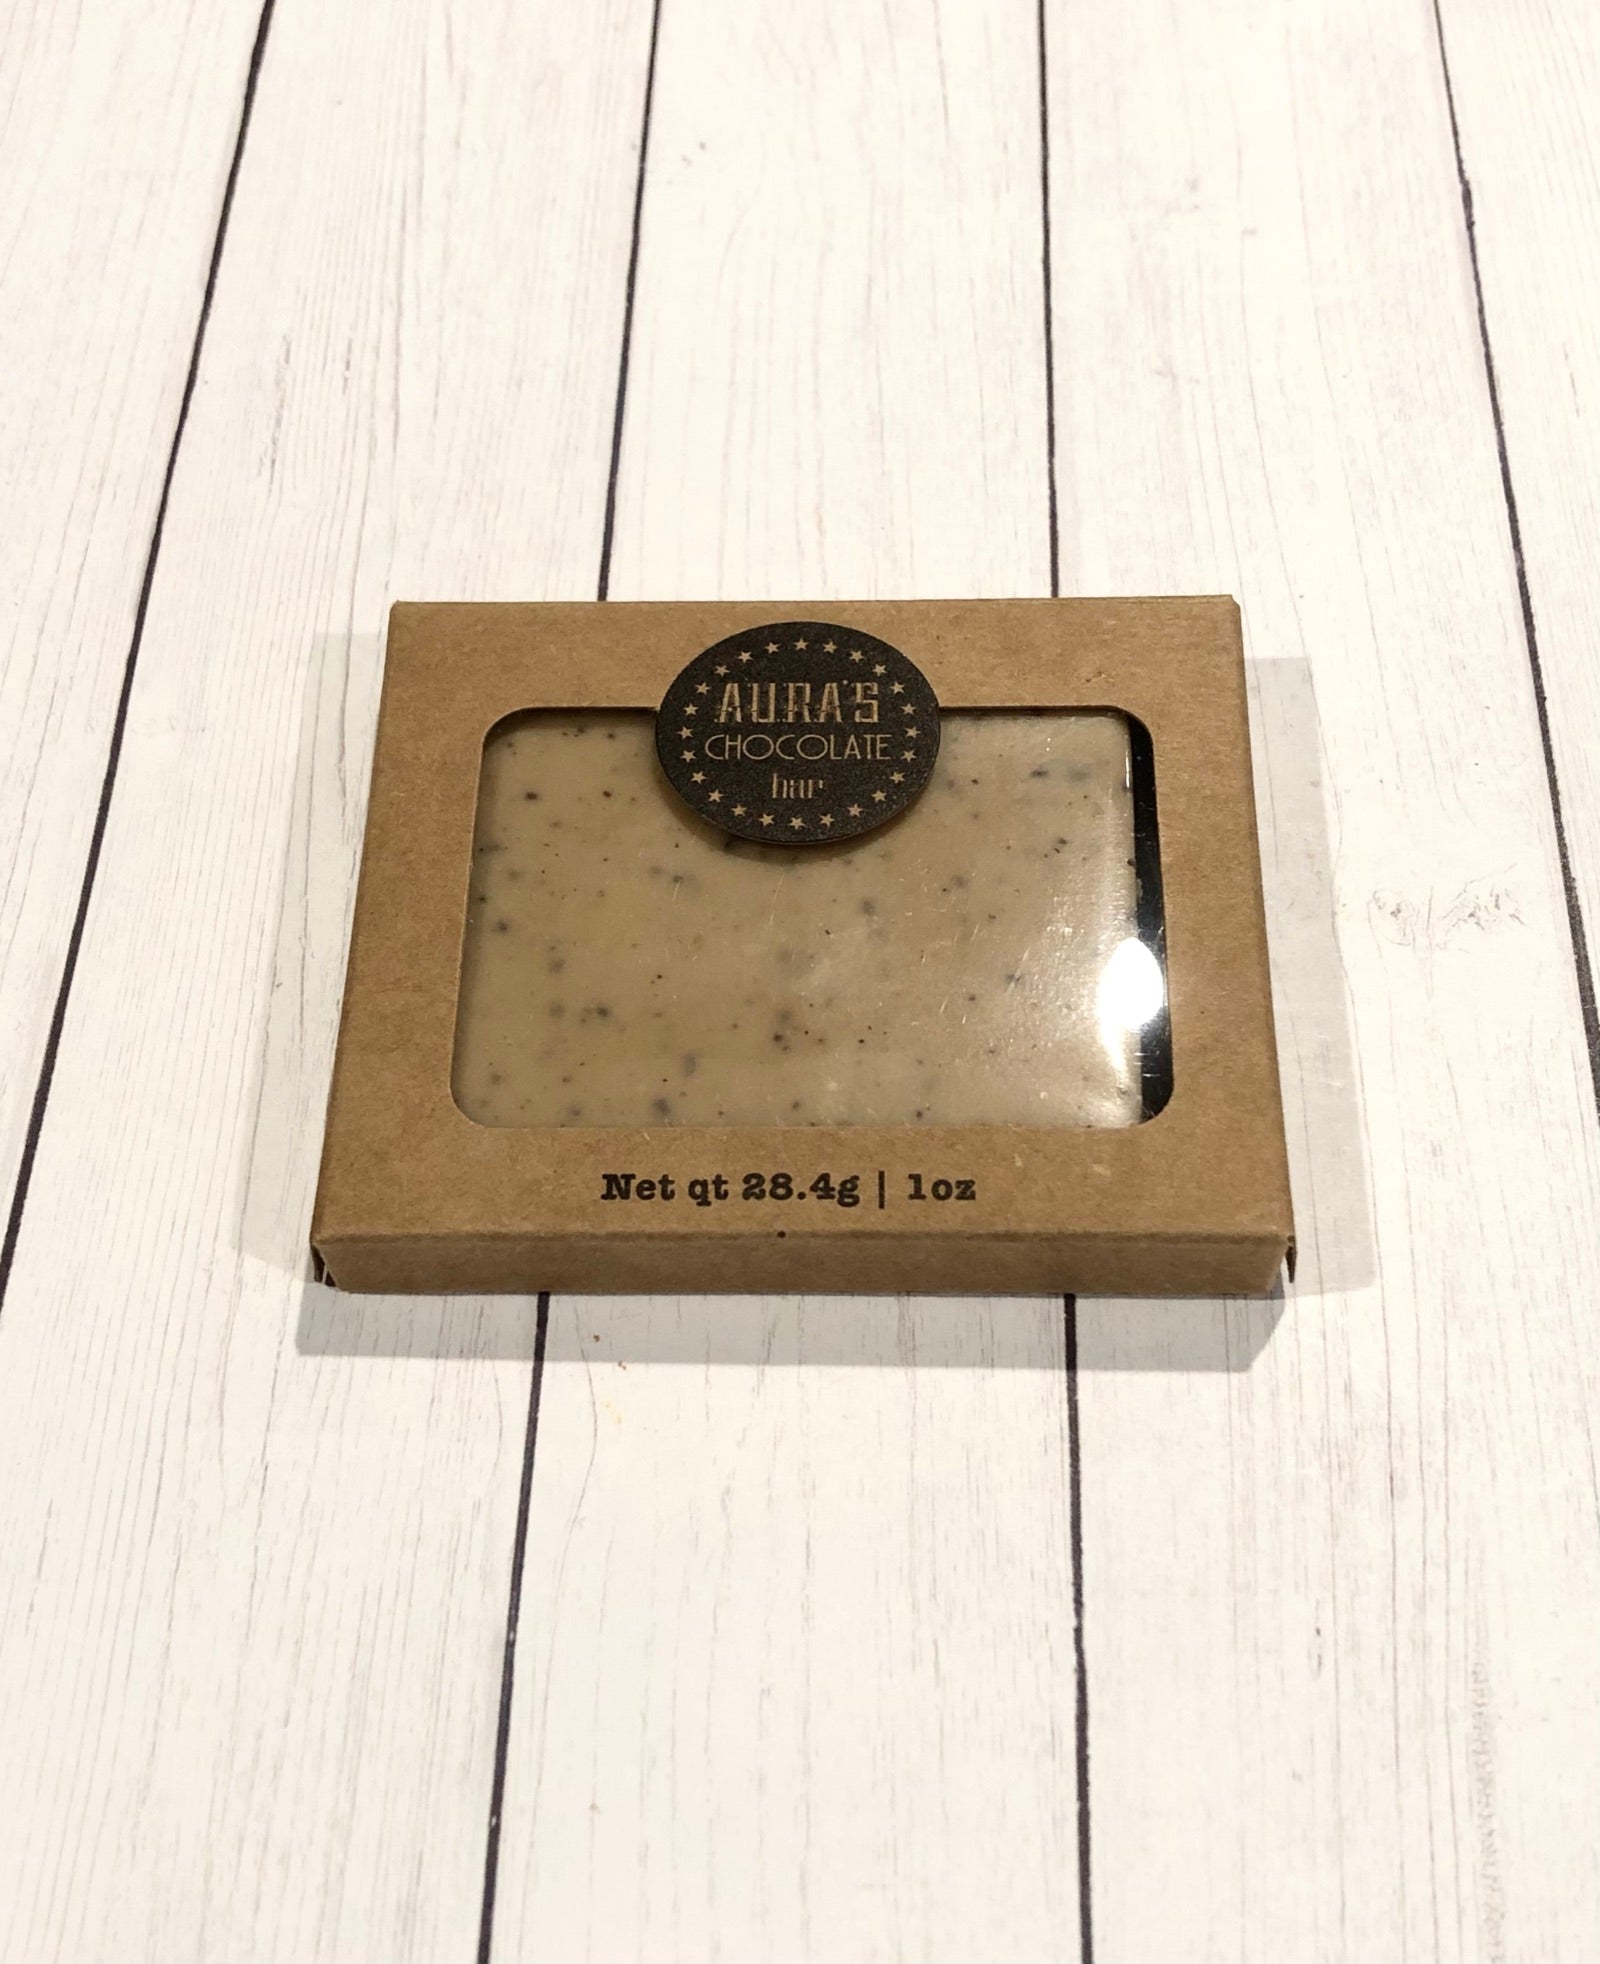 AURA'S
CHOCOLATE
bar
Net qt 28.4g | 1oz